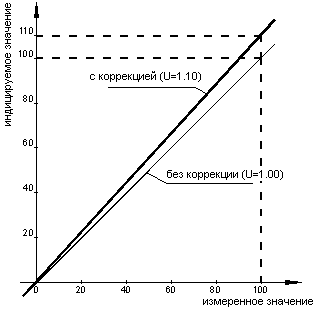 индицируемое значение
110
100
80
60
40
20
с коррекцией (U=1.10)
без коррекции (U=1.00)
0 20 40 60 80 100
измеренное значение